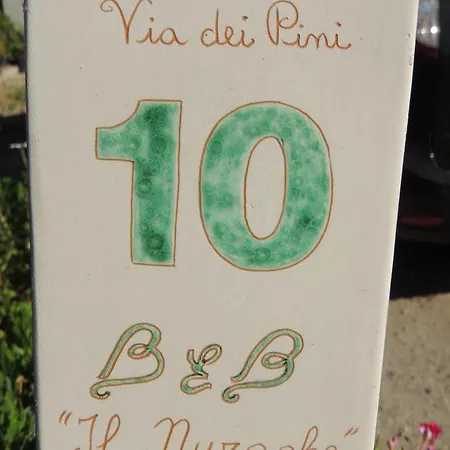 Via dei Pini
10
B & B
"Il Nuraghe"